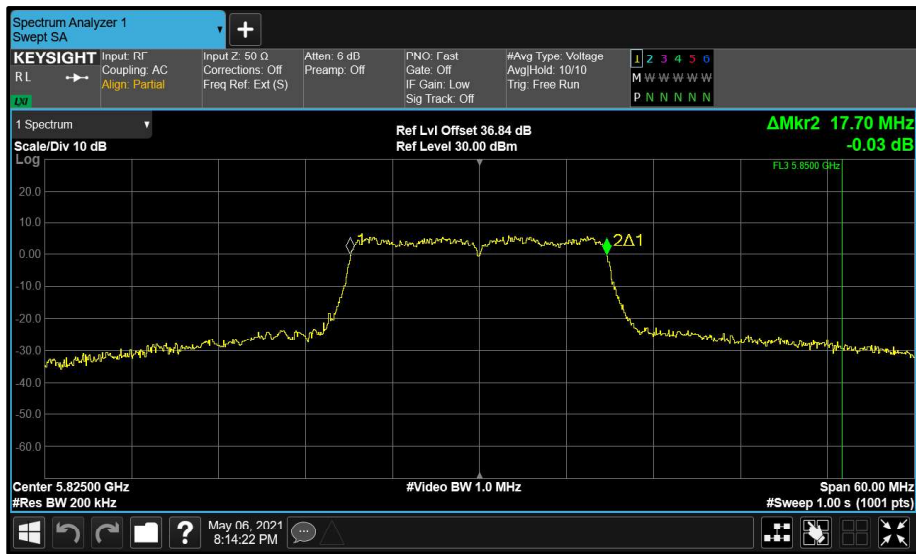 Spectrum Analyzer 1
Swept SA
KEYSIGHT
RL
LXI
Input: RF
Coupling: AC
Align: Partial
Input Z: 50 Ω
Corrections: Off
Freq Ref: Ext (S)
Atten: 6 dB
Preamp: Off
PNO: Fast
Gate: Off
IF Gain: Low
Sig Track: Off
#Avg Type: Voltage
Avg|Hold: 10/10
Trig: Free Run
1 2 3 4 5 6
M W W W W W
P N N N N N
1 Spectrum
Scale/Div 10 dB
Ref Lvl Offset 36.84 dB
Ref Level 30.00 dBm
ΔMkr2 17.70 MHz
-0.03 dB
Log
FL3 5.8500 GHz
20.0
10.0
1
2Δ1
0.00
-10.0
-20.0
-30.0
-40.0
-50.0
-60.0
Center 5.82500 GHz
#Video BW 1.0 MHz
Span 60.00 MHz
#Res BW 200 kHz
#Sweep 1.00 s (1001 pts)
May 06, 2021
8:14:22 PM